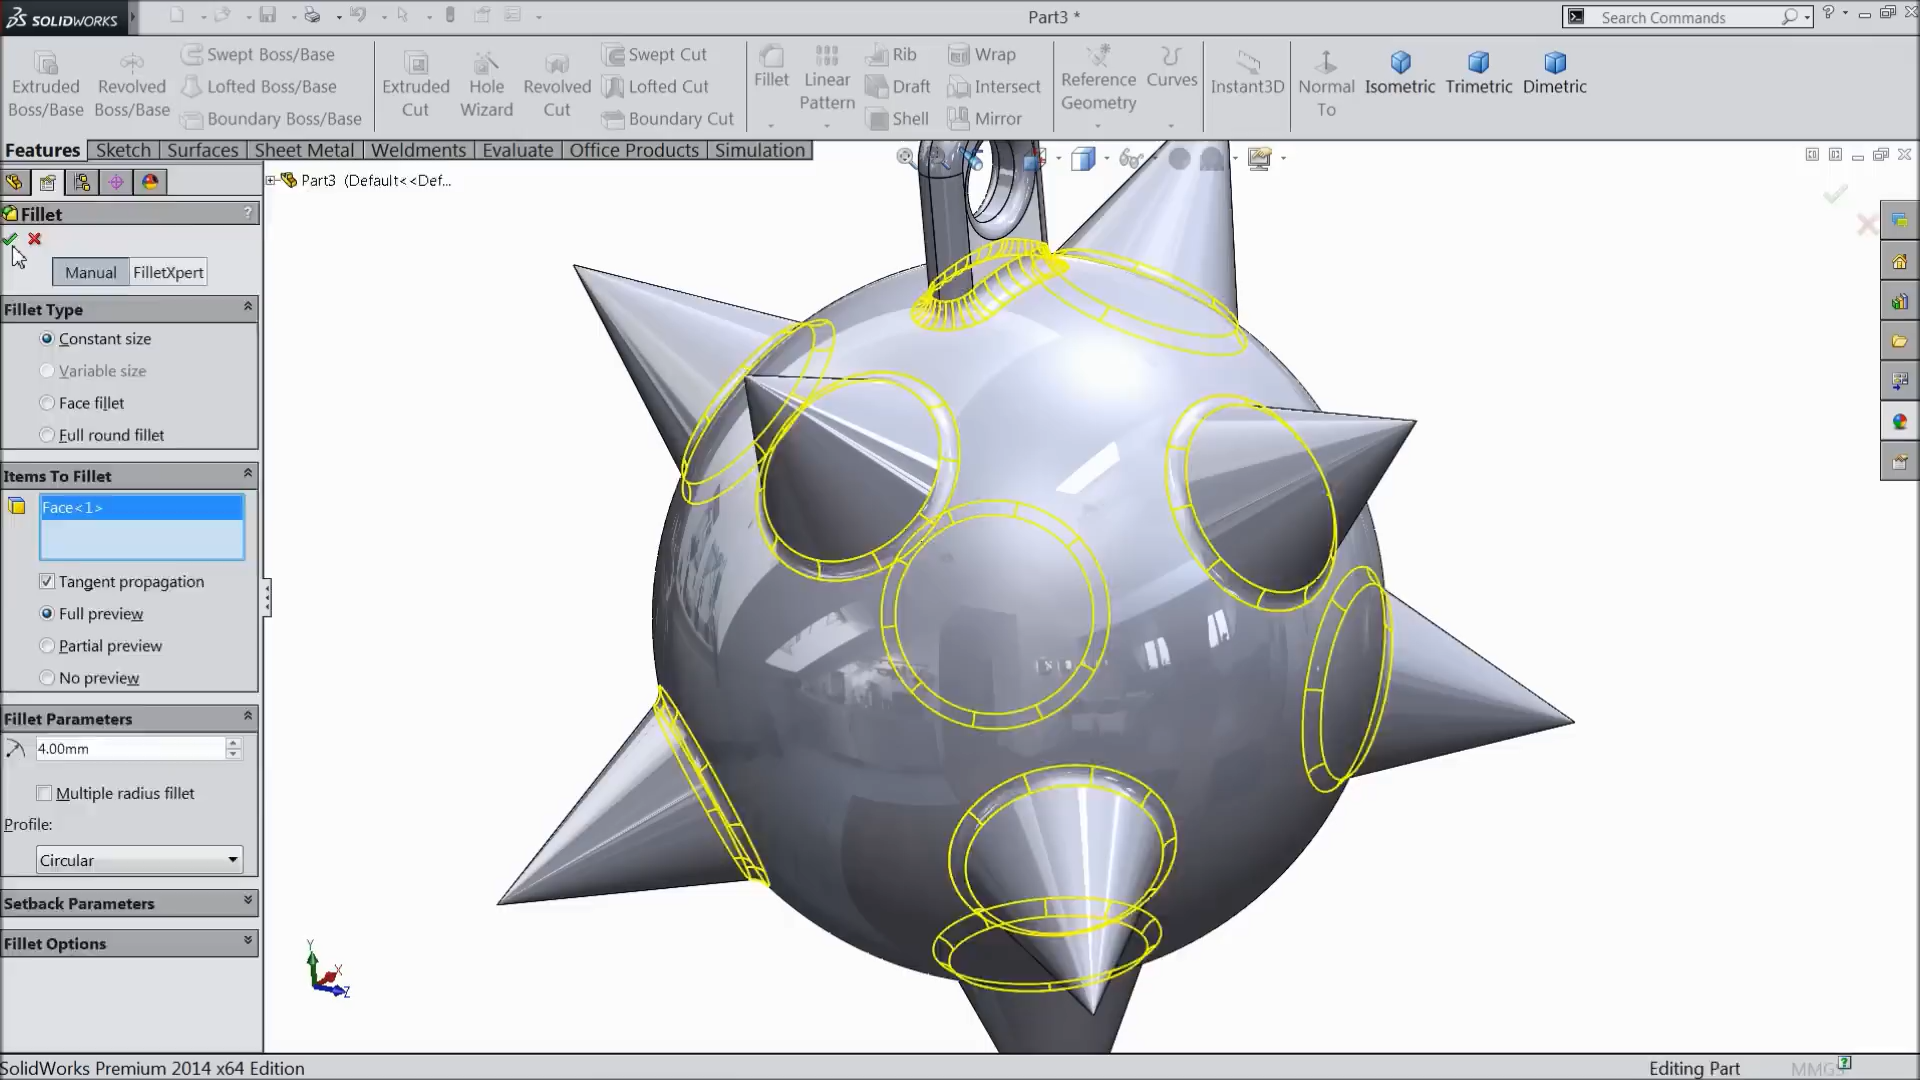 SOLIDWORKS
Part3 *
Search Commands
Extruded Boss/Base
Revolved Boss/Base
Swept Boss/Base
Lofted Boss/Base
Boundary Boss/Base
Extruded Cut
Hole Wizard
Revolved Cut
Swept Cut
Lofted Cut
Boundary Cut
Fillet
Linear Pattern
Rib
Draft
Shell
Wrap
Intersect
Mirror
Reference Geometry
Curves
Instant3D
Normal To
Isometric
Trimetric
Dimetric
Features
Sketch
Surfaces
Sheet Metal
Weldments
Evaluate
Office Products
Simulation
Part3 (Default<<Def...
Fillet
?
Manual
FilletXpert
Fillet Type
Constant size
Variable size
Face fillet
Full round fillet
Items To Fillet
Face<1>
Tangent propagation
Full preview
Partial preview
No preview
Fillet Parameters
4.00mm
Multiple radius fillet
Profile:
Circular
Setback Parameters
Fillet Options
Y
X
Z
SolidWorks Premium 2014 x64 Edition
Editing Part
MMGS